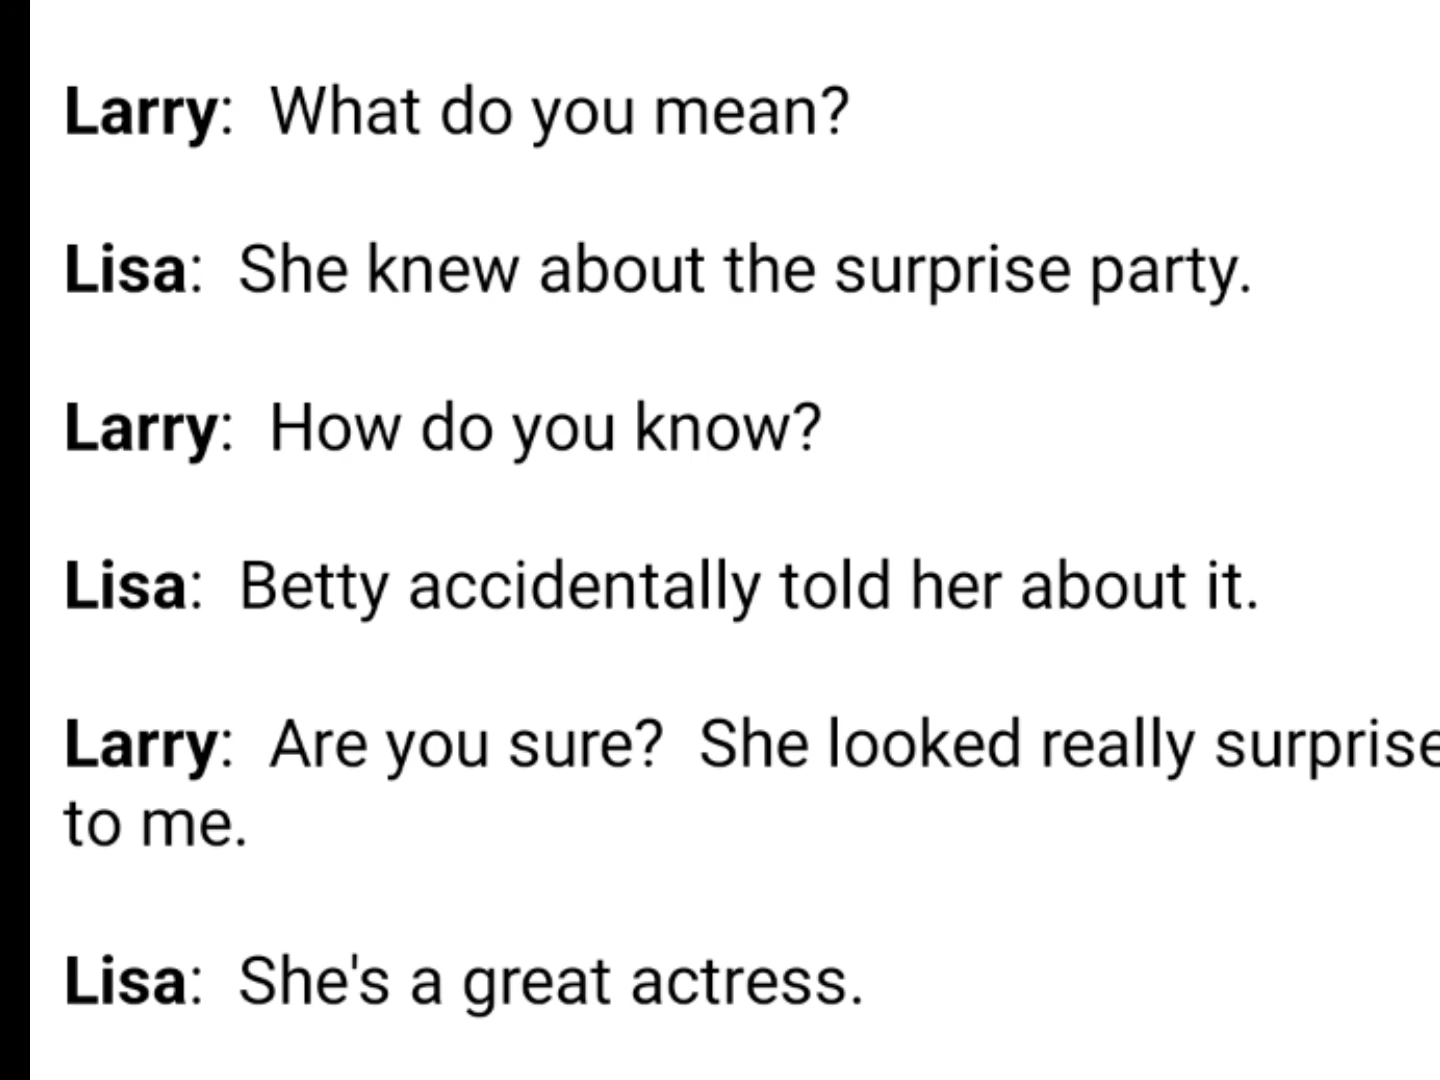 Larry:  What do you mean?
Lisa:  She knew about the surprise party.
Larry:  How do you know?
Lisa:  Betty accidentally told her about it.
Larry:  Are you sure?  She looked really surprise
to me.
Lisa:  She's a great actress.